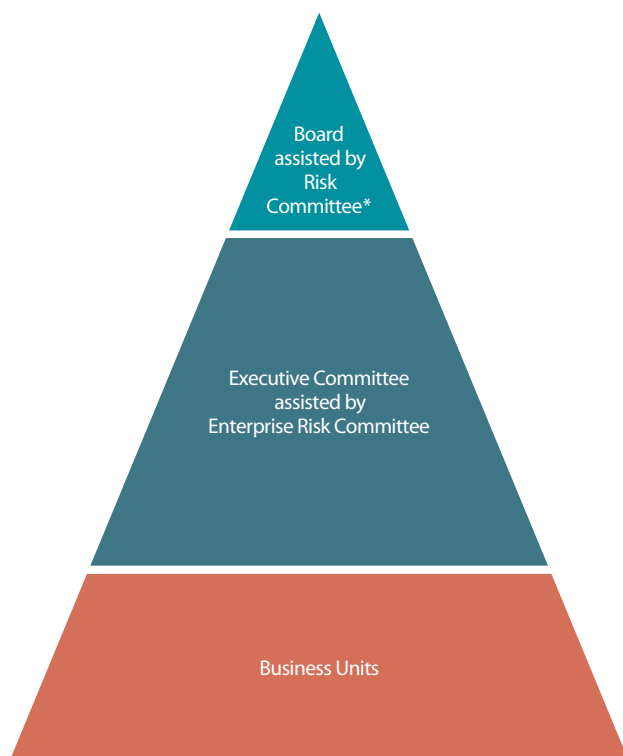 Board
assisted by
Risk
Committee*
Executive Committee
assisted by
Enterprise Risk Committee
Business Units